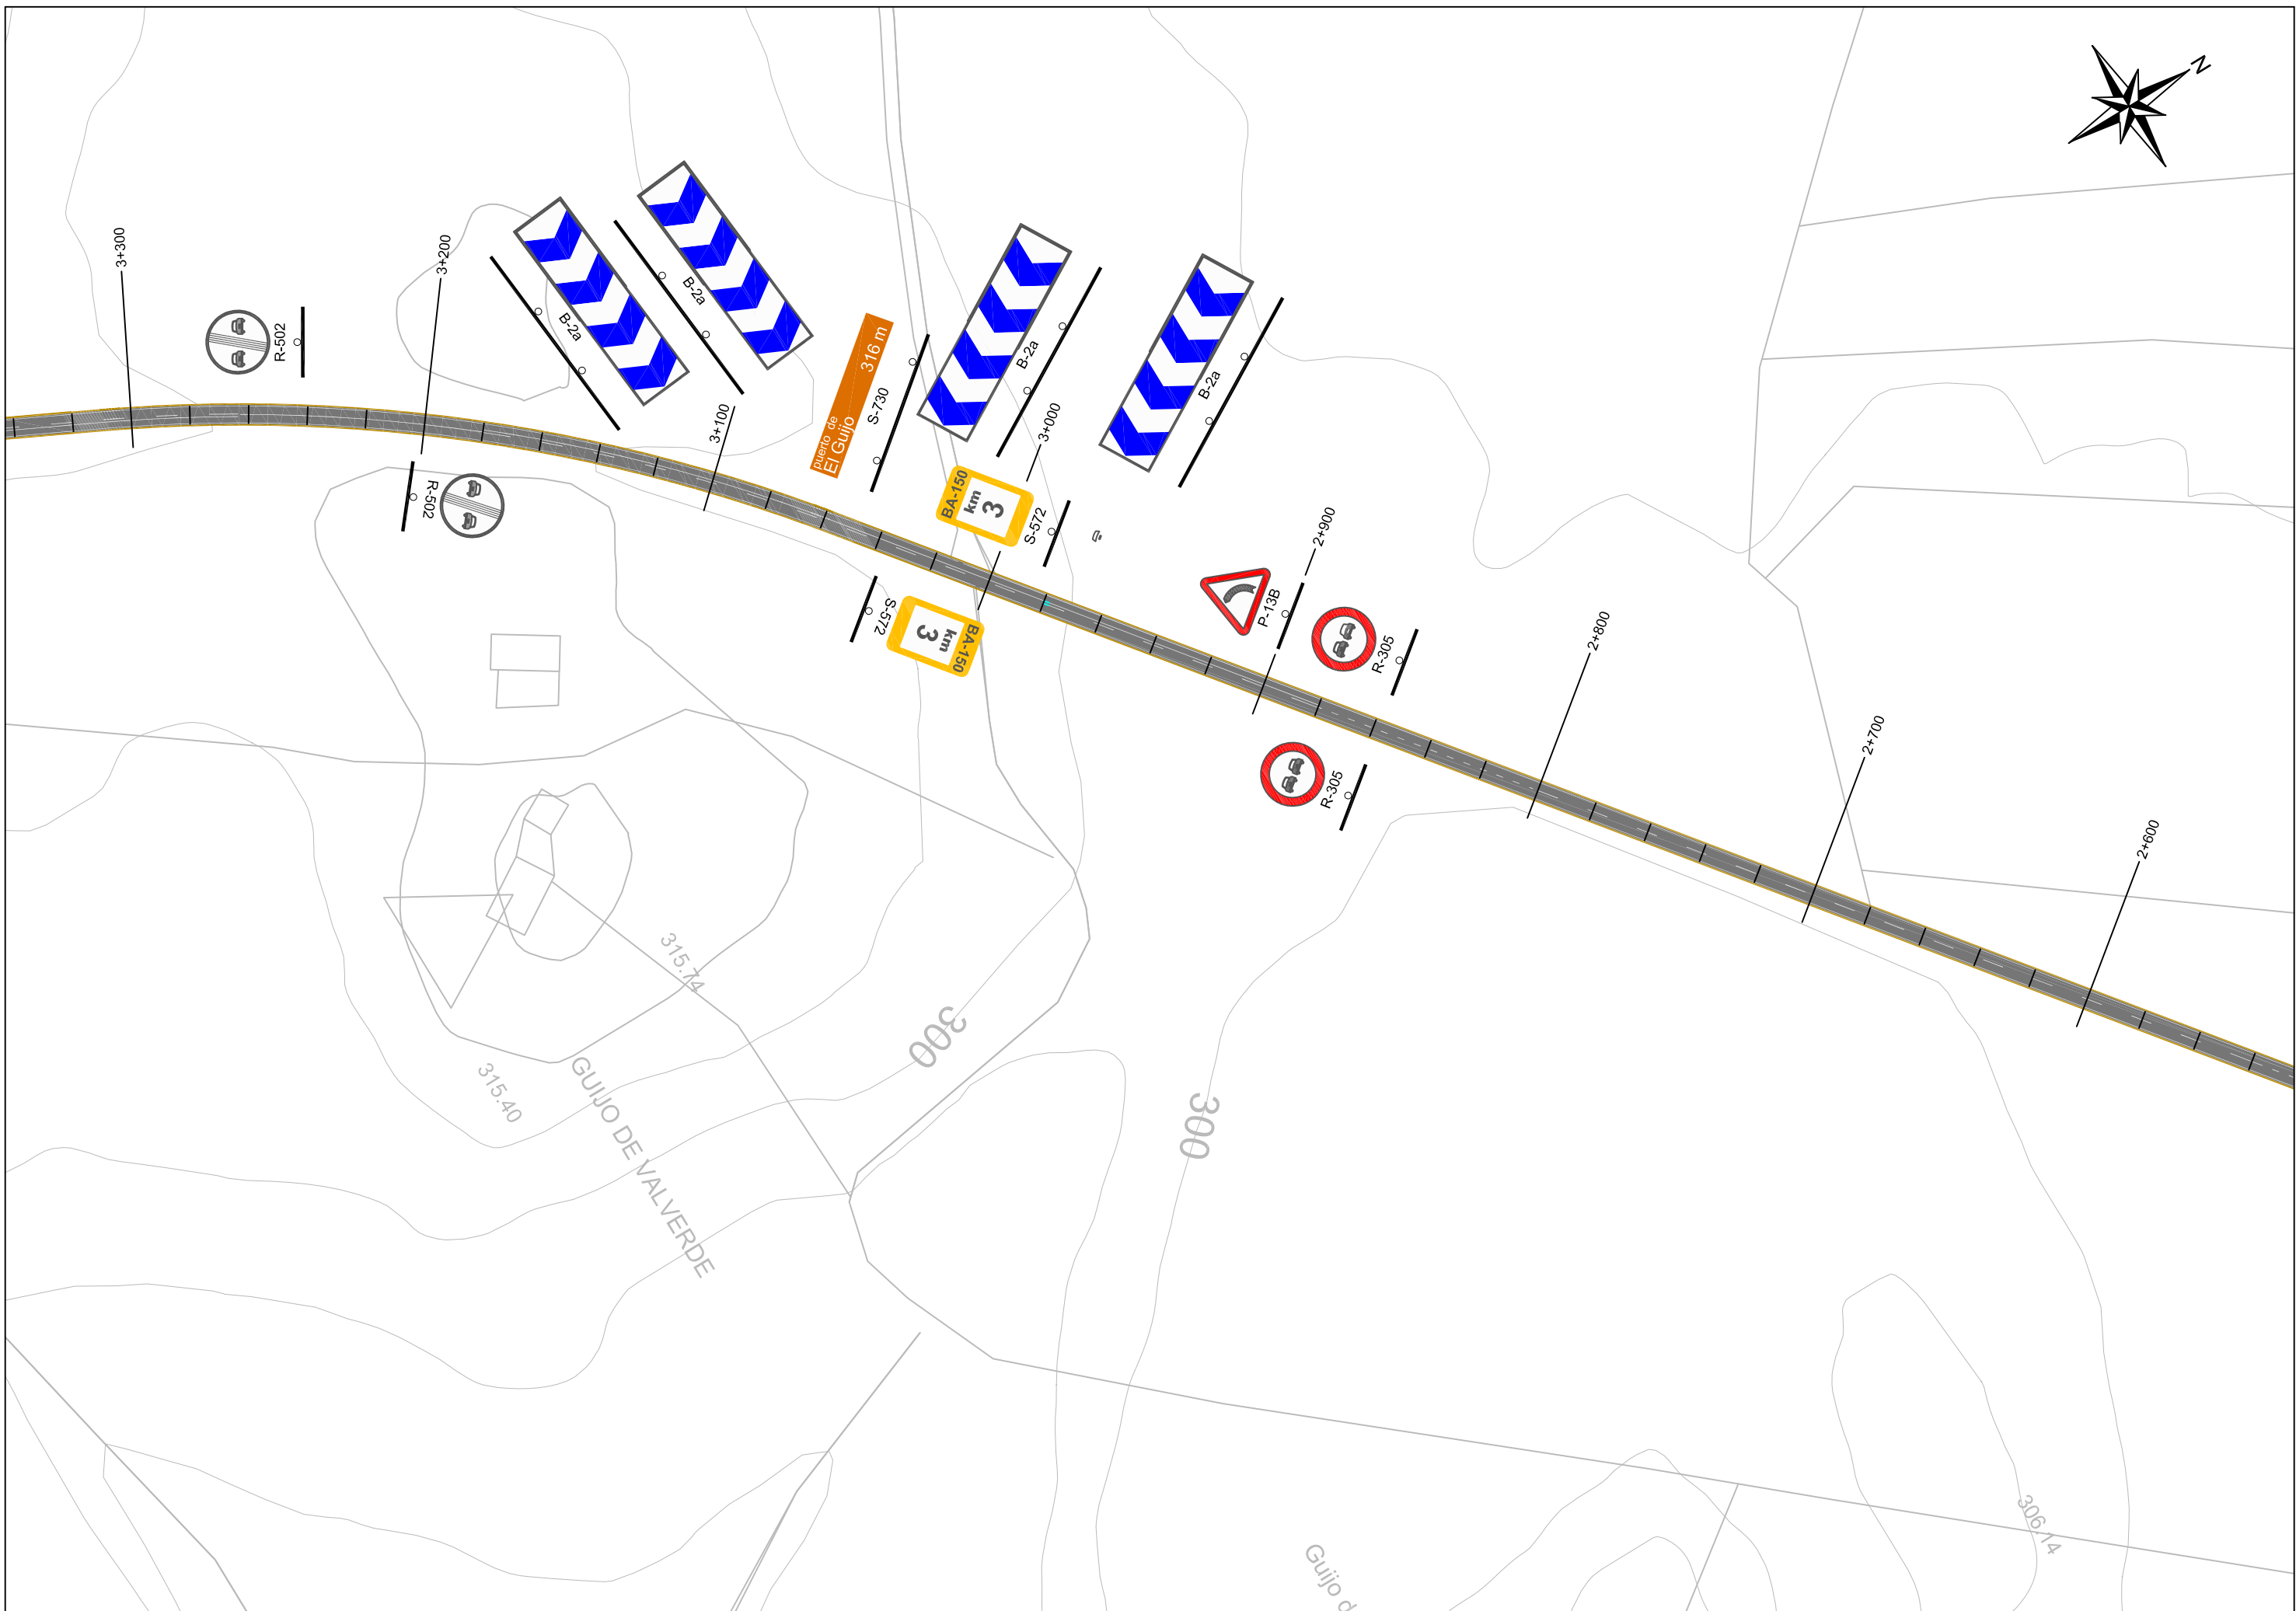 N
3+300
3+200
R-502
R-502
B-2a
B-2a
3+100
puerto de
El Guijo
316 m
S-730
B-2a
3+000
B-2a
BA-150
km
3
S-572
S-572
3
km
BA-150
2+900
P-13B
R-305
R-305
2+800
2+700
2+600
315.74
300
315.40
GUIJO DE VALVERDE
300
306.14
Guijo d